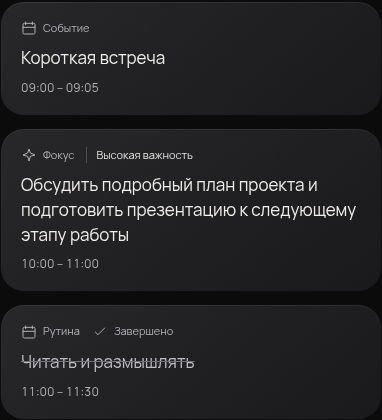 Событие
Короткая встреча
09:00 – 09:05
Фокус Высокая важность
Обсудить подробный план проекта и
подготовить презентацию к следующему
этапу работы
10:00 – 11:00
Рутина Завершено
Читать и размышлять
11:00 – 11:30